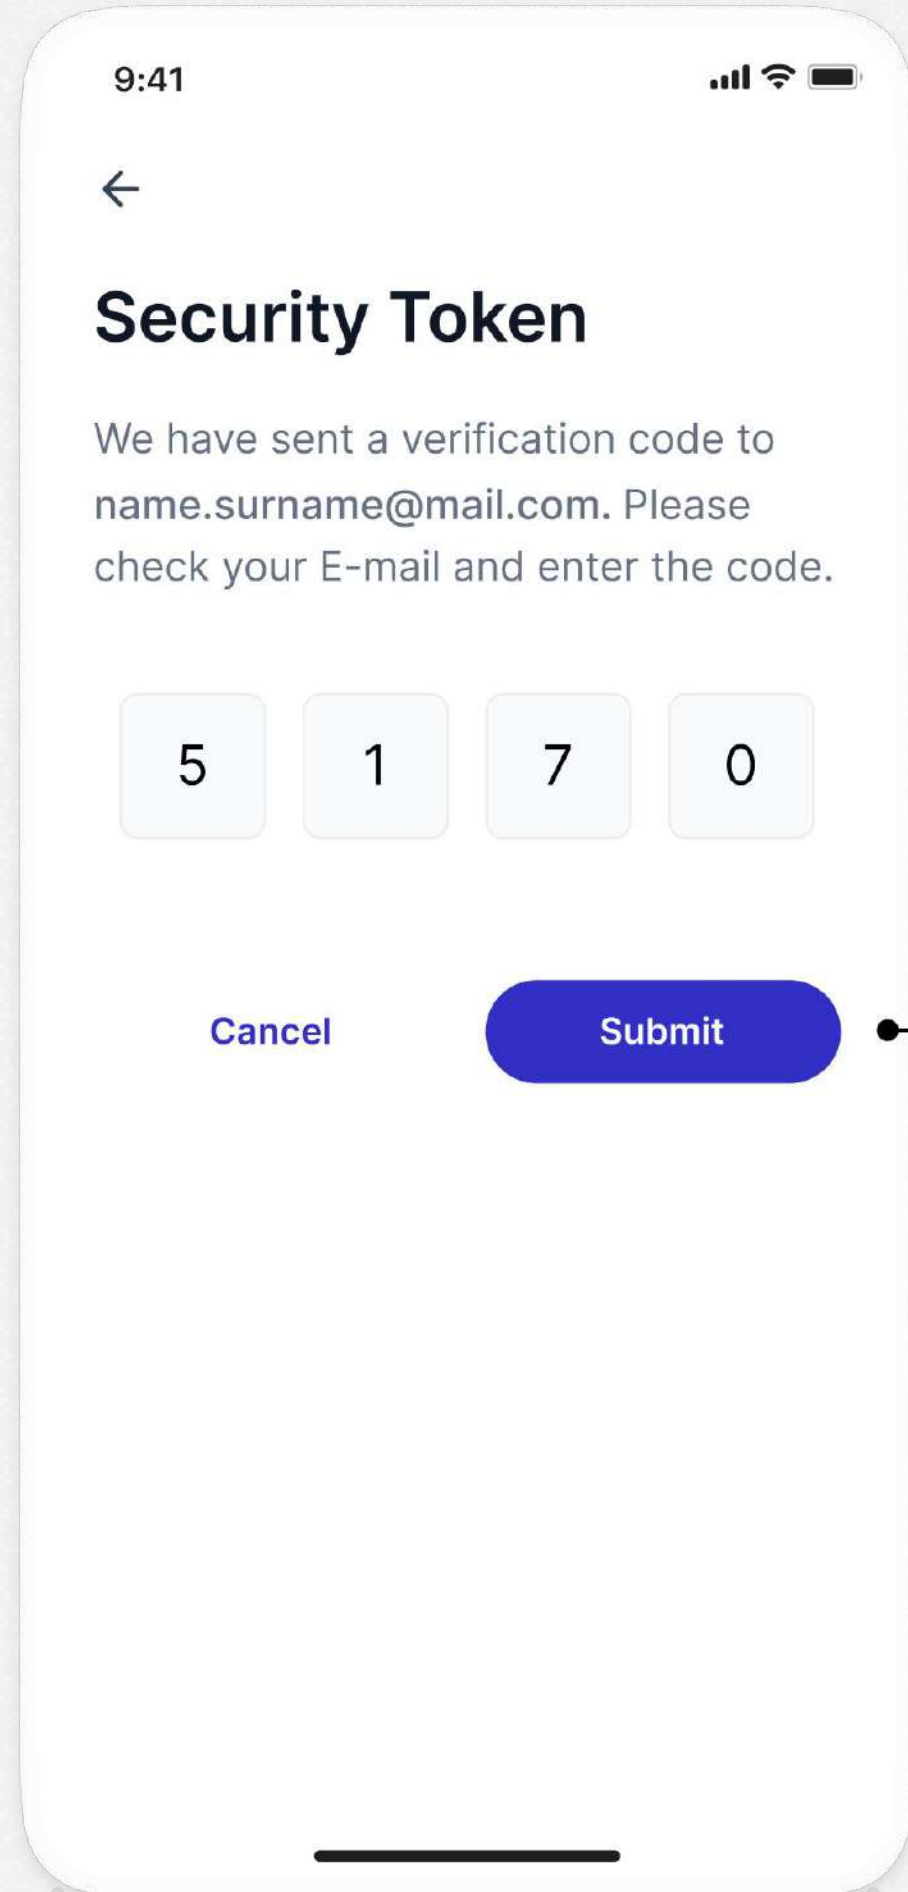 9:41
Security Token
We have sent a verification code to
name.surname@mail.com. Please
check your E-mail and enter the code.
5 1 7 0
Cancel Submit